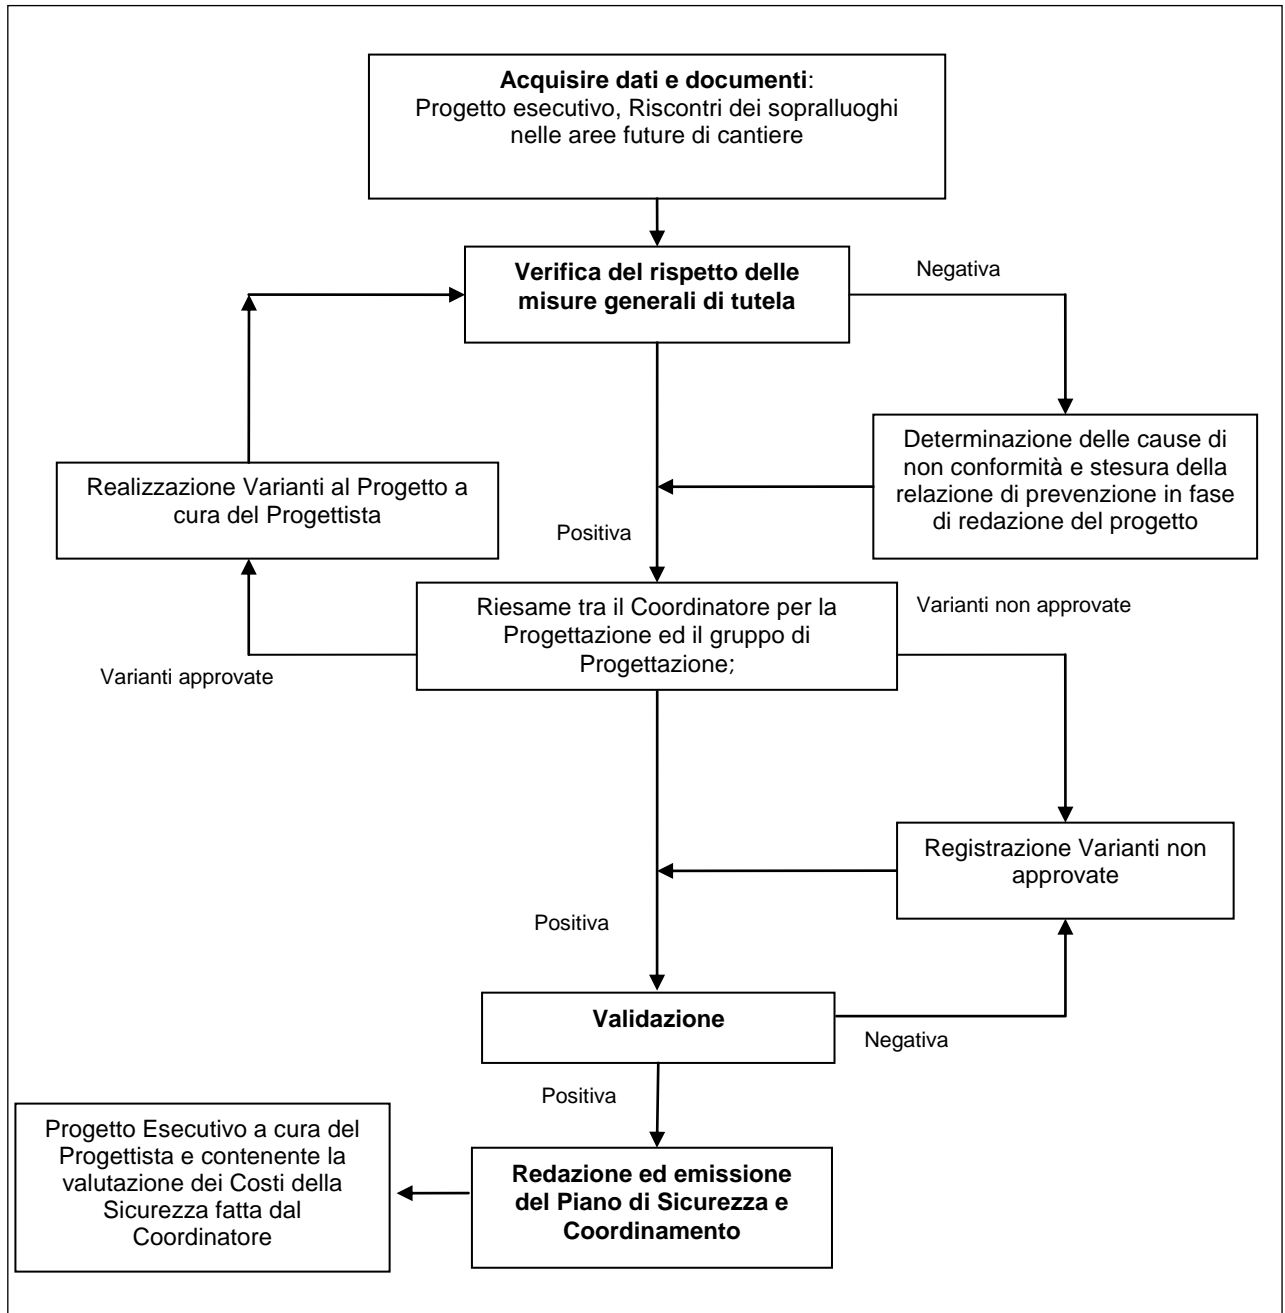 Acquisire dati e documenti:
Progetto esecutivo, Riscontri dei sopralluoghi
nelle aree future di cantiere
Verifica del rispetto delle
misure generali di tutela
Negativa
Determinazione delle cause di
non conformità e stesura della
relazione di prevenzione in fase
di redazione del progetto
Realizzazione Varianti al Progetto a
cura del Progettista
Positiva
Riesame tra il Coordinatore per la
Progettazione ed il gruppo di
Progettazione;
Varianti non approvate
Varianti approvate
Registrazione Varianti non
approvate
Positiva
Validazione
Negativa
Positiva
Progetto Esecutivo a cura del
Progettista e contenente la
valutazione dei Costi della
Sicurezza fatta dal
Coordinatore
Redazione ed emissione
del Piano di Sicurezza e
Coordinamento